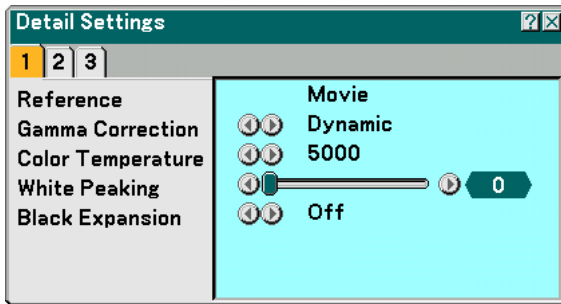 Detail Settings ? X
1 2 3
Reference Movie
Gamma Correction Dynamic
Color Temperature 5000
White Peaking 0
Black Expansion Off